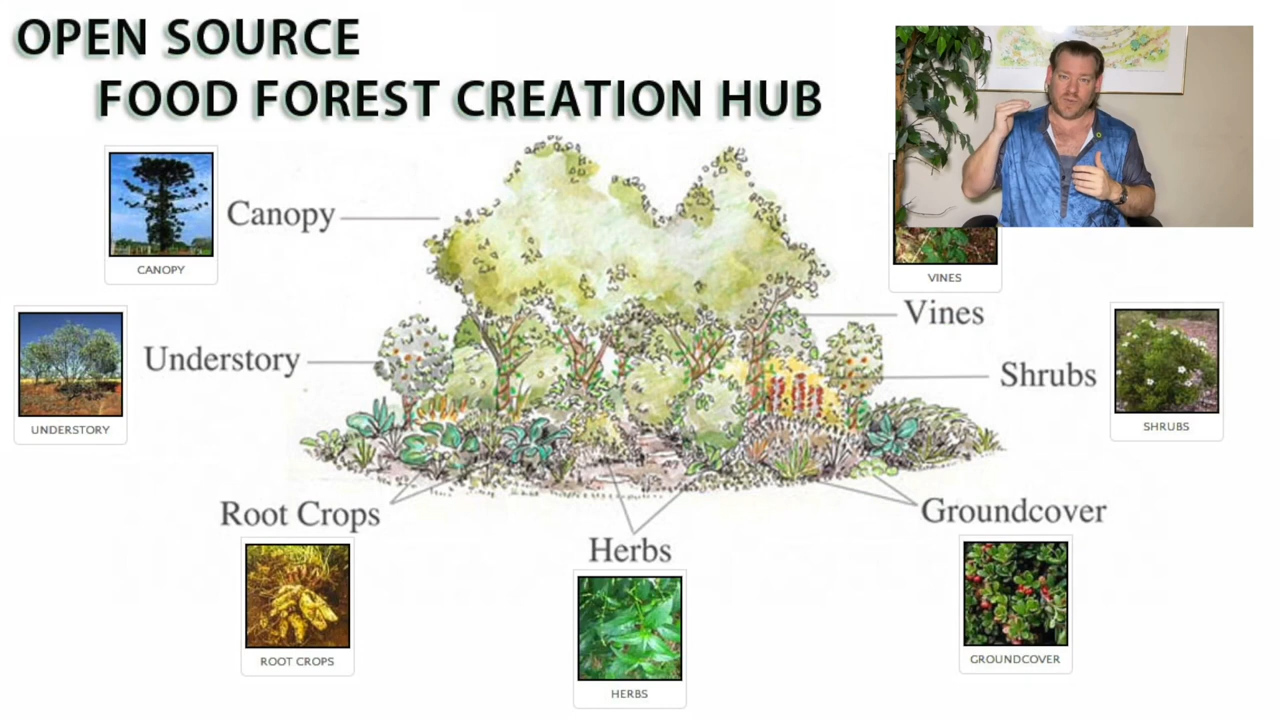 OPEN SOURCE
FOOD FOREST CREATION HUB
CANOPY
Canopy
VINES
Vines
UNDERSTORY
Understory
Shrubs
SHRUBS
Root Crops
ROOT CROPS
Herbs
HERBS
Groundcover
GROUNDCOVER